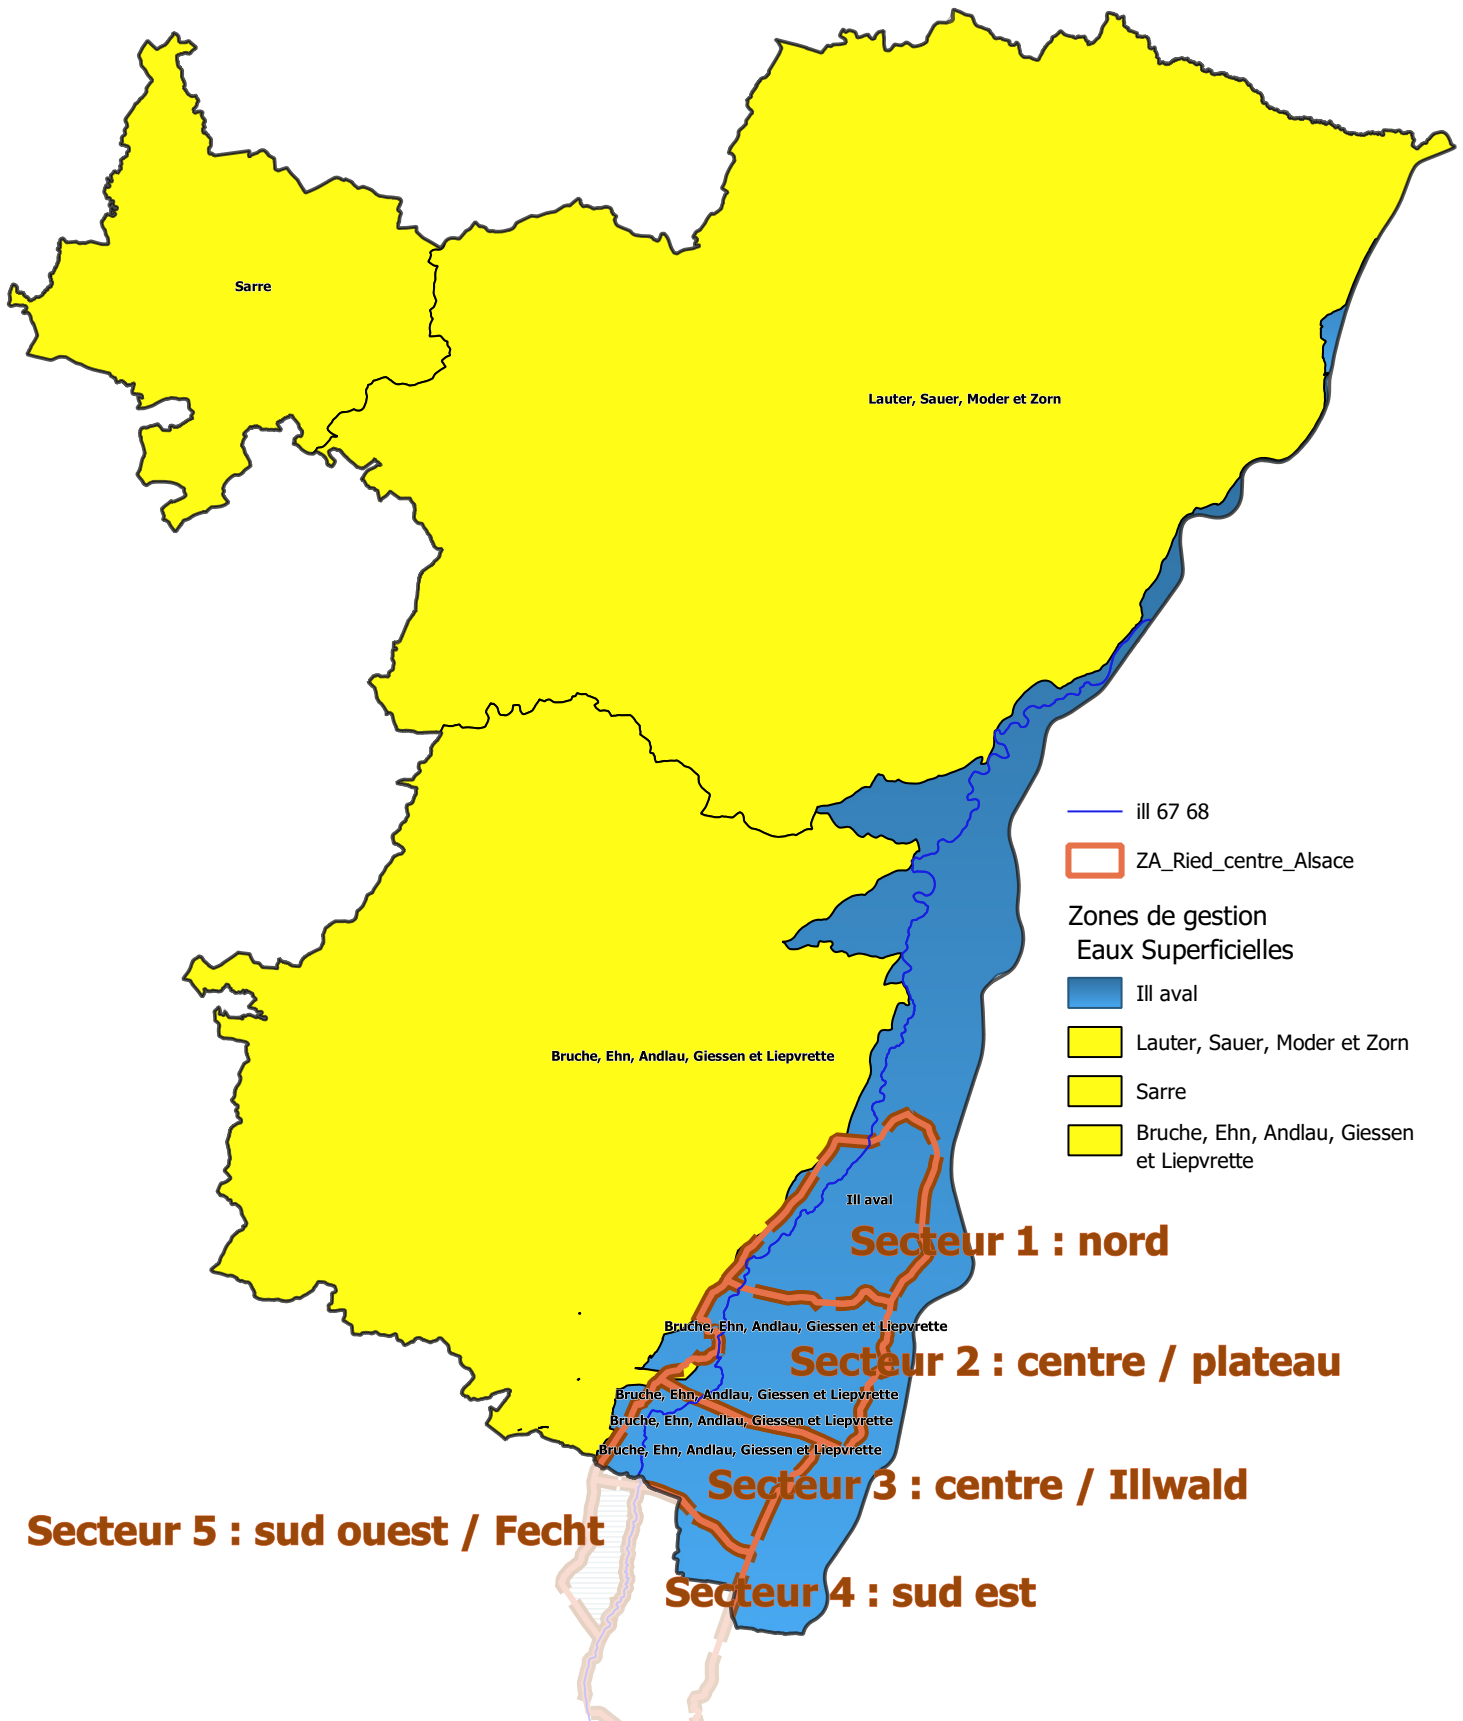 Sarre
Lauter, Sauer, Moder et Zorn
ill 67 68
ZA_Ried_centre_Alsace
Zones de gestion
Eaux Superficielles
Ill aval
Lauter, Sauer, Moder et Zorn
Sarre
Bruche, Ehn, Andlau, Giessen
et Liepvrette
Bruche, Ehn, Andlau, Giessen et Liepvrette
Ill aval
Secteur 1 : nord
Bruche, Ehn, Andlau, Giessen et Liepvrette
Secteur 2 : centre / plateau
Bruche, Ehn, Andlau, Giessen et Liepvrette
Bruche, Ehn, Andlau, Giessen et Liepvrette
Bruche, Ehn, Andlau, Giessen et Liepvrette
Secteur 3 : centre / Illwald
Secteur 5 : sud ouest / Fecht
Secteur 4 : sud est